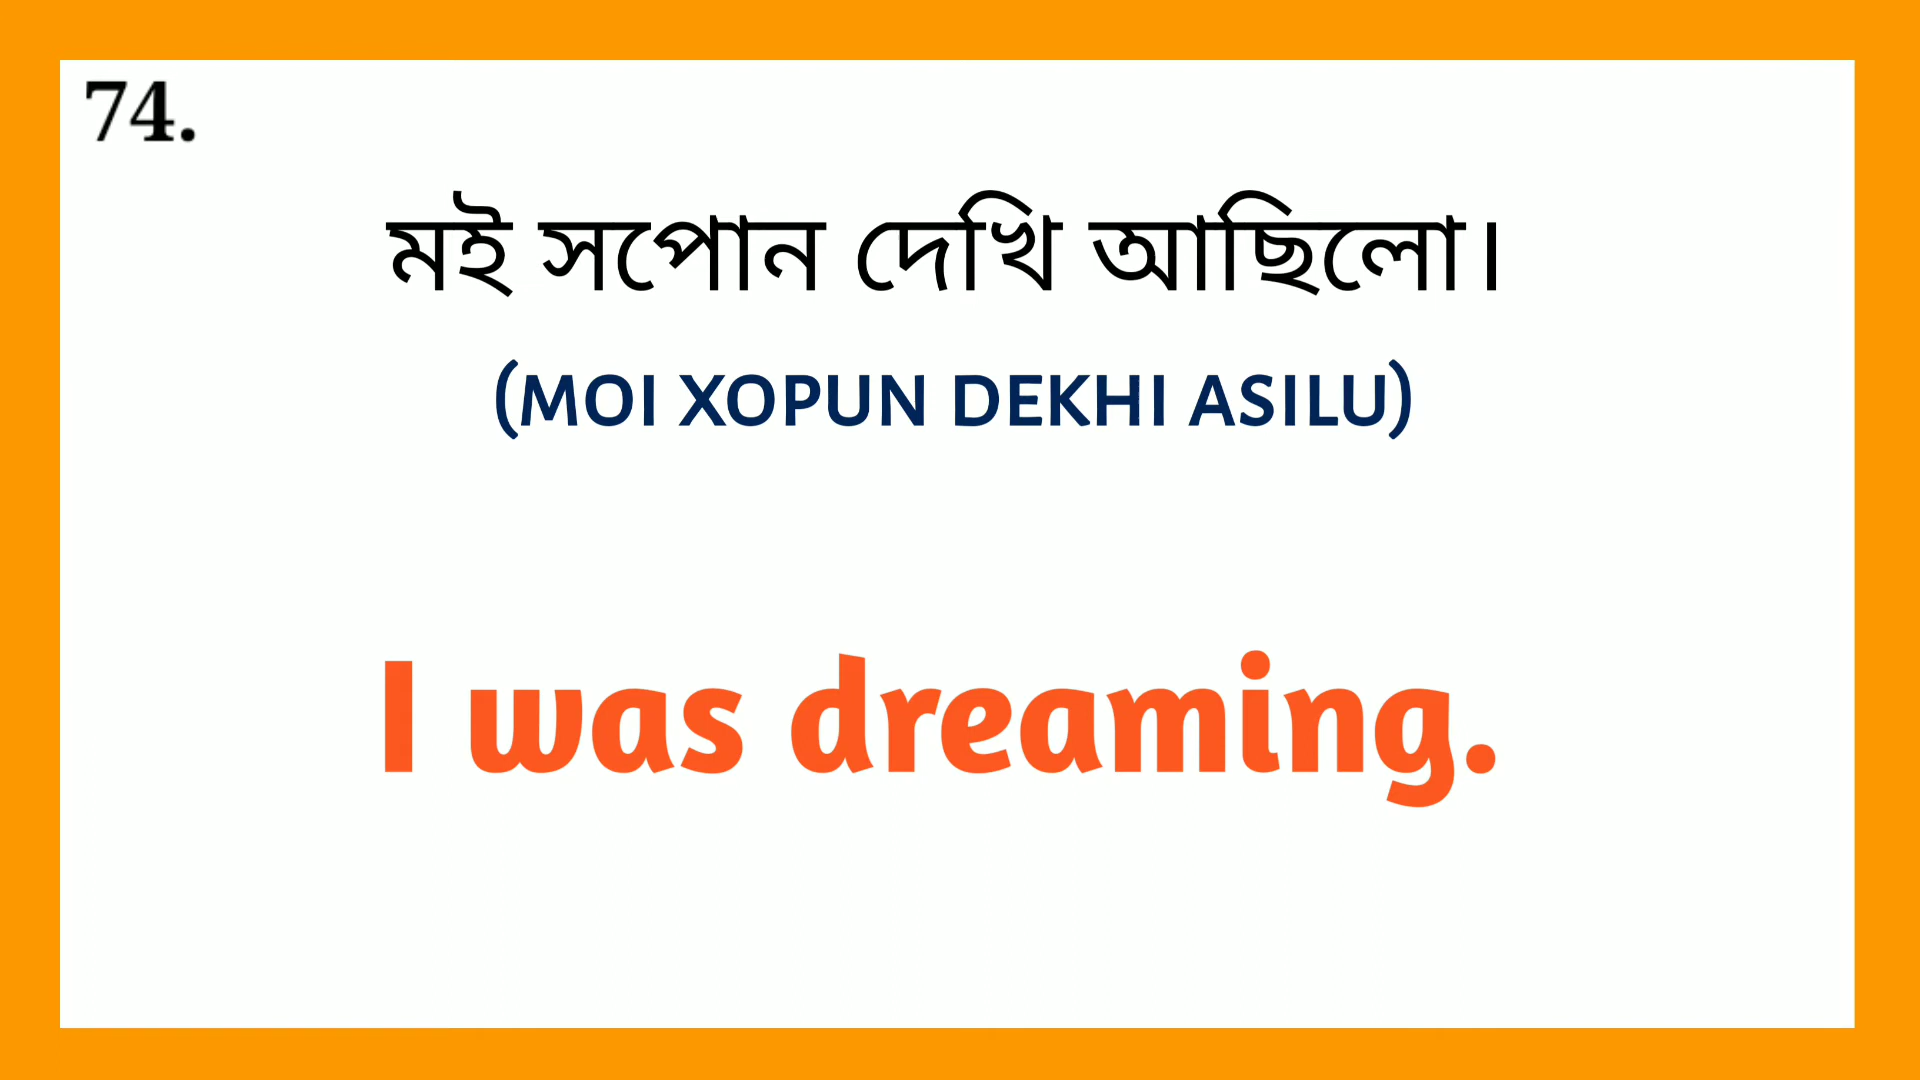 74.
মই সপোন দেখি আছিলো।
(MOI XOPUN DEKHI ASILU)
I was dreaming.